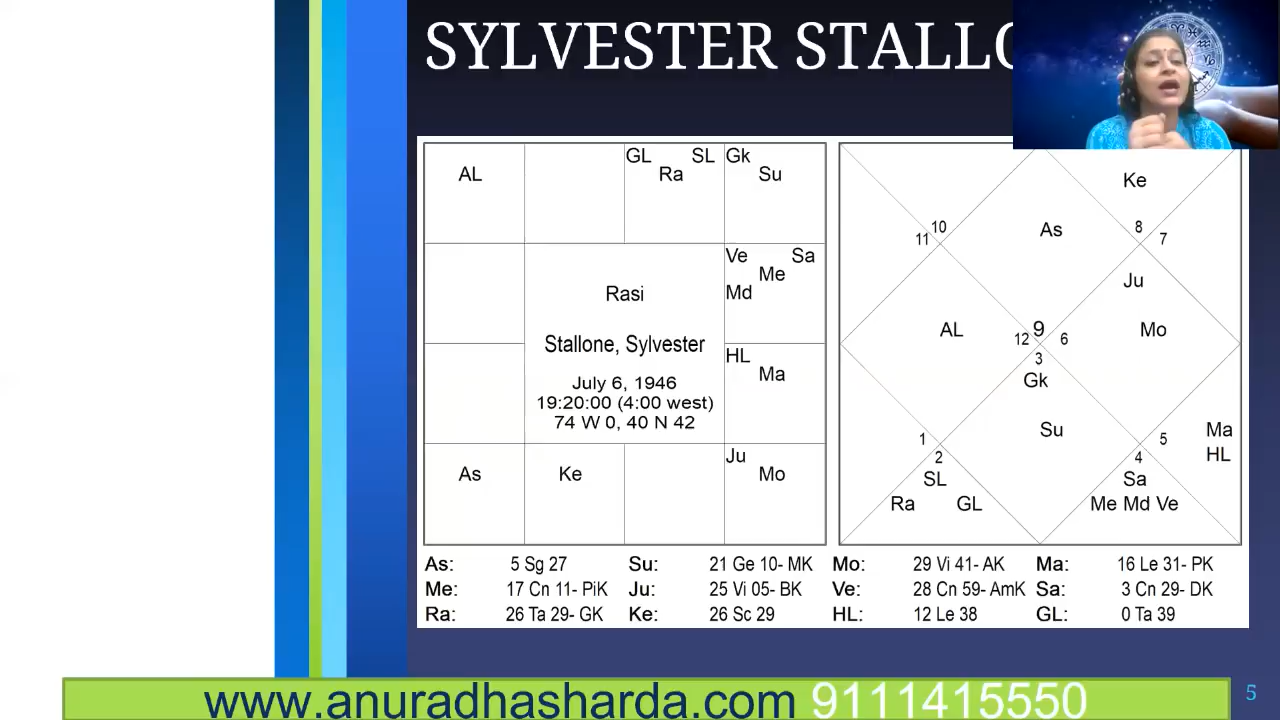 SYLVESTER STALLO
AL
GL SL Gk
Ra Su
Ve Sa
Me
Md
Rasi
Stallone, Sylvester
July 6, 1946
19:20:00 (4:00 west)
74 W 0, 40 N 42
HL
Ma
As Ke
Ju
Mo
Ke
As
10 8
11 7
Ju
AL Mo
9
12 6
3
Gk
Su
1 5 Ma
2 4 HL
SL Sa
Ra GL Me Md Ve
As: 5 Sg 27 Su: 21 Ge 10- MK Mo: 29 Vi 41- AK Ma: 16 Le 31- PK
Me: 17 Cn 11- PiK Ju: 25 Vi 05- BK Ve: 28 Cn 59- AmK Sa: 3 Cn 29- DK
Ra: 26 Ta 29- GK Ke: 26 Sc 29 HL: 12 Le 38 GL: 0 Ta 39
www.anuradhasharda.com 9111415550
5